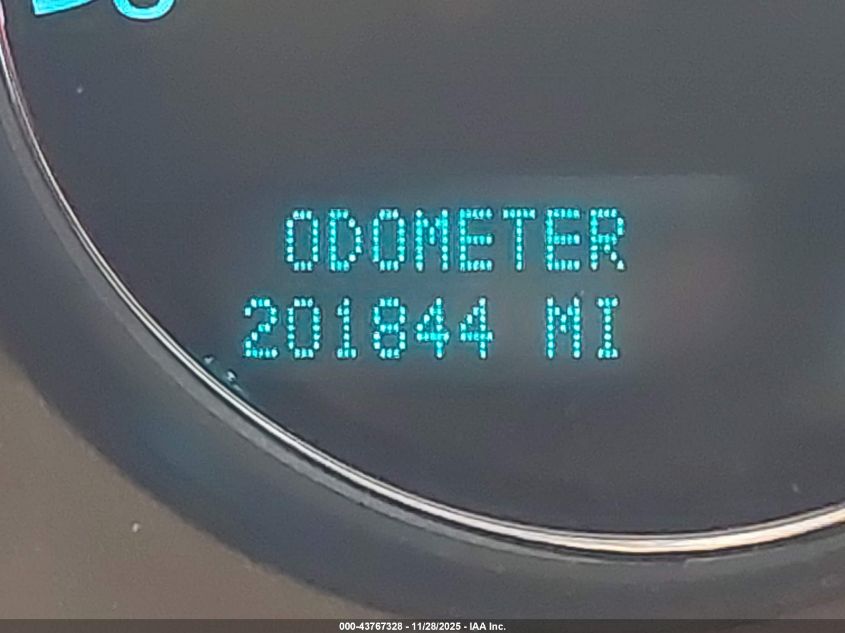 ODOMETER
201844 MI
000-43767328 - 11/28/2025 - IAA Inc.